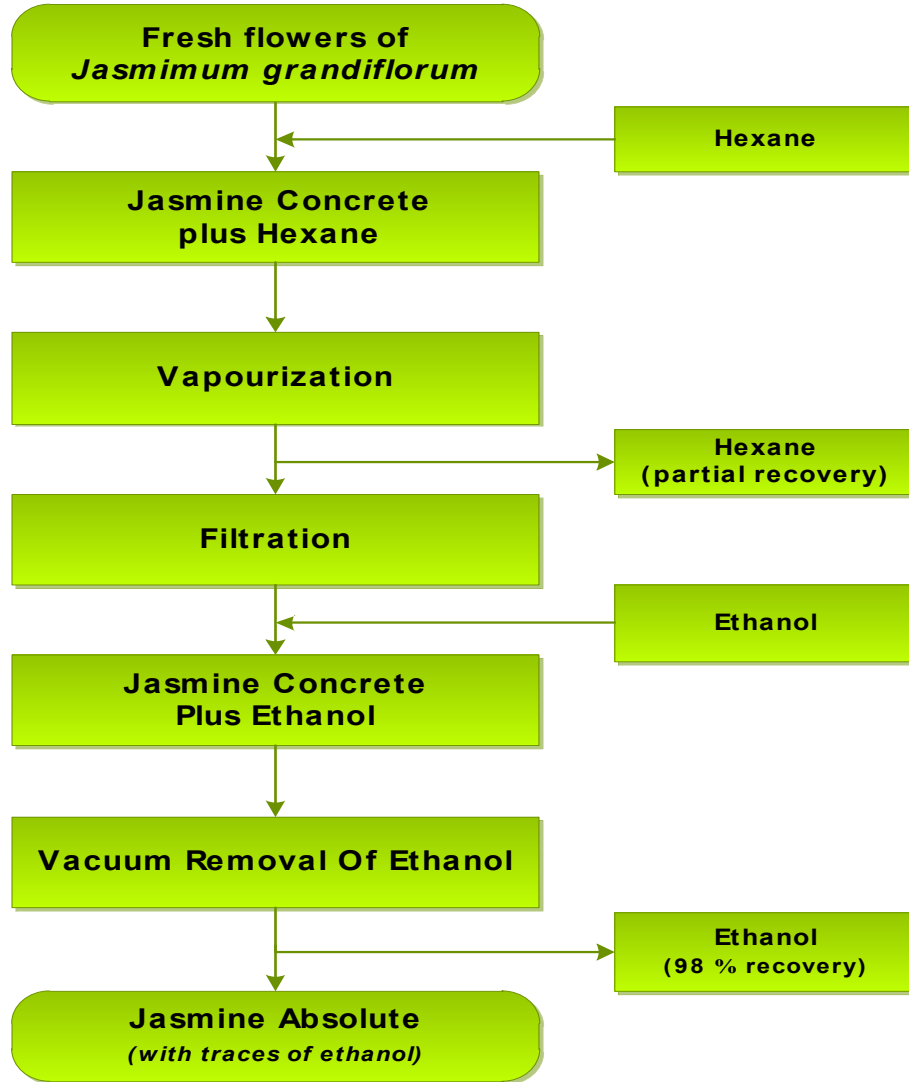 Fresh flowers of
Jasmimum grandiflorum
Hexane
Jasmine Concrete
plus Hexane
Vapourization
Hexane
(partial recovery)
Filtration
Ethanol
Jasmine Concrete
Plus Ethanol
Vacuum Removal Of Ethanol
Ethanol
(98 % recovery)
Jasmine Absolute
(with traces of ethanol)